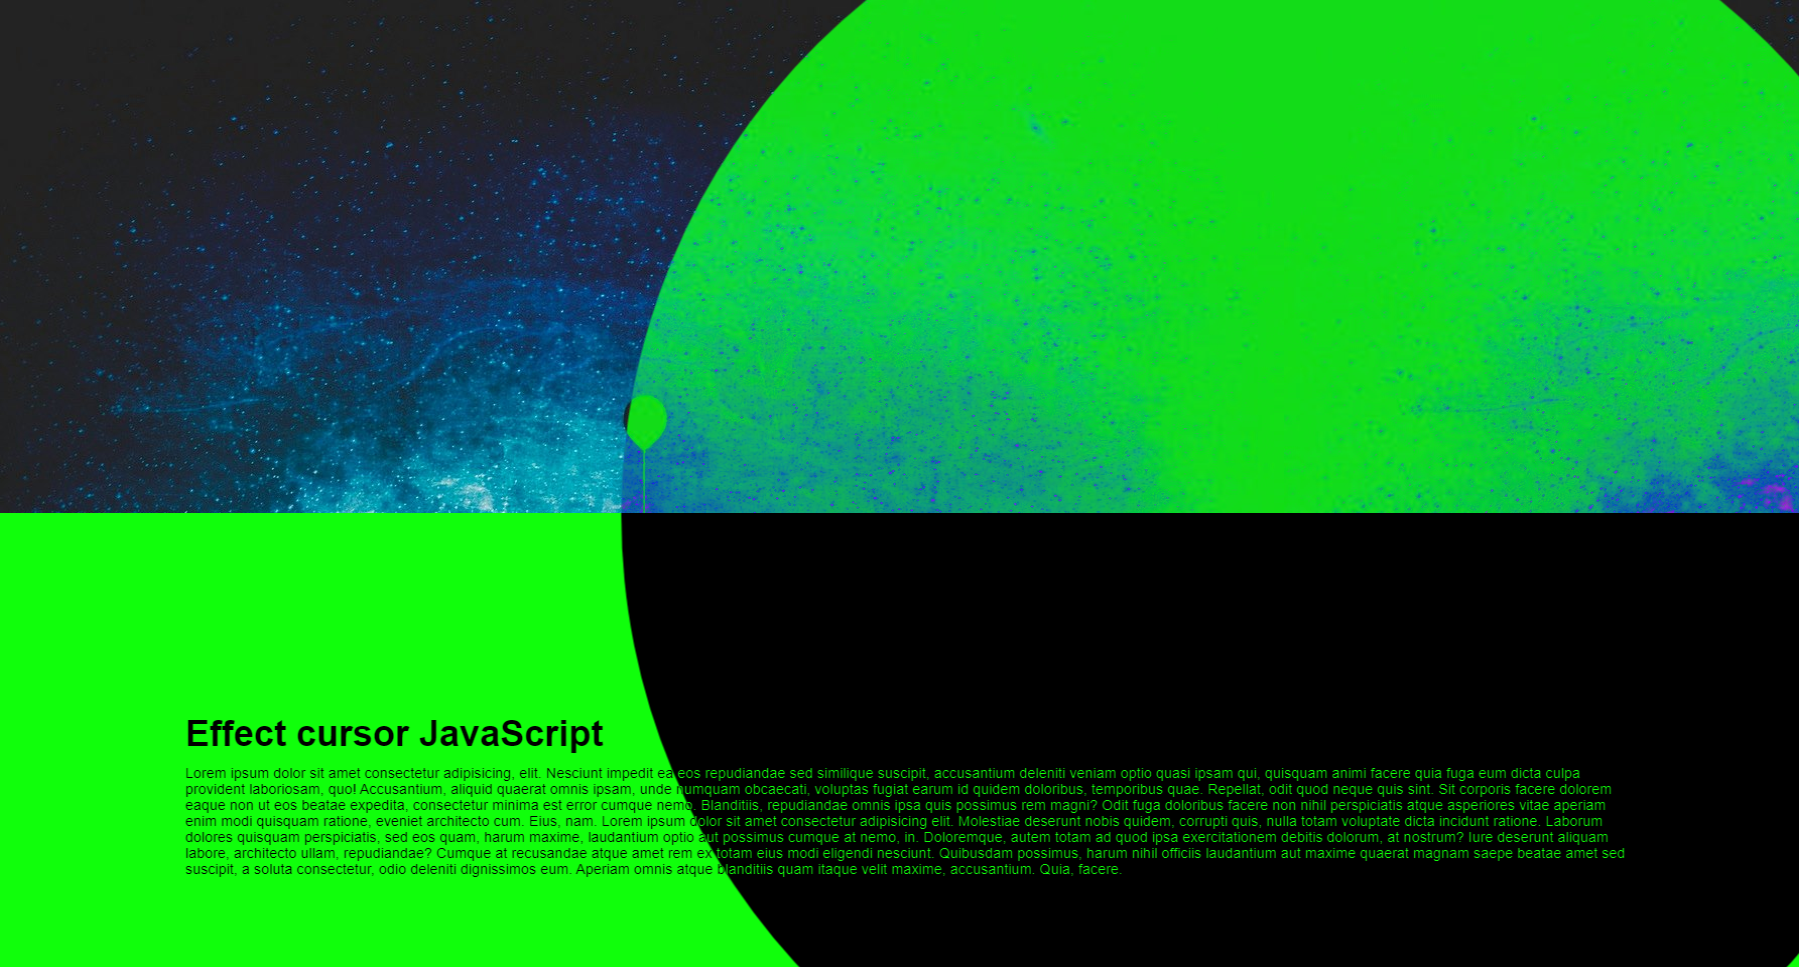 Effect cursor JavaScript
Lorem ipsum dolor sit amet consectetur adipisicing, elit. Nesciunt impedit ea eos repudiandae sed similique suscipit, accusantium deleniti veniam optio quasi ipsam qui, quisquam animi facere quia fuga eum dicta culpa
provident laboriosam, quo! Accusantium, aliquid quaerat omnis ipsam, unde numquam obcaecati, voluptas fugiat earum id quidem doloribus, temporibus quae. Repellat, odit quod neque quis sint. Sit corporis facere dolorem
eaque non ut eos beatae expedita, consectetur minima est error cumque nemo. Blanditiis, repudiandae omnis ipsa quis possimus rem magni? Odit fuga doloribus facere non nihil perspiciatis atque asperiores vitae aperiam
enim modi quisquam ratione, eveniet architecto cum. Eius, nam. Lorem ipsum dolor sit amet consectetur adipisicing elit. Molestiae deserunt nobis quidem, corrupti quis, nulla totam voluptate dicta incidunt ratione. Laborum
dolores quisquam perspiciatis, sed eos quam, harum maxime, laudantium optio aut possimus cumque at nemo, in. Doloremque, autem totam ad quod ipsa exercitationem debitis dolorum, at nostrum? Iure deserunt aliquam
labore, architecto ullam, repudiandae? Cumque at recusandae atque amet rem ex totam eius modi eligendi nesciunt. Quibusdam possimus, harum nihil officiis laudantium aut maxime quaerat magnam saepe beatae amet sed
suscipit, a soluta consectetur, odio deleniti dignissimos eum. Aperiam omnis atque blanditiis quam itaque velit maxime, accusantium. Quia, facere.